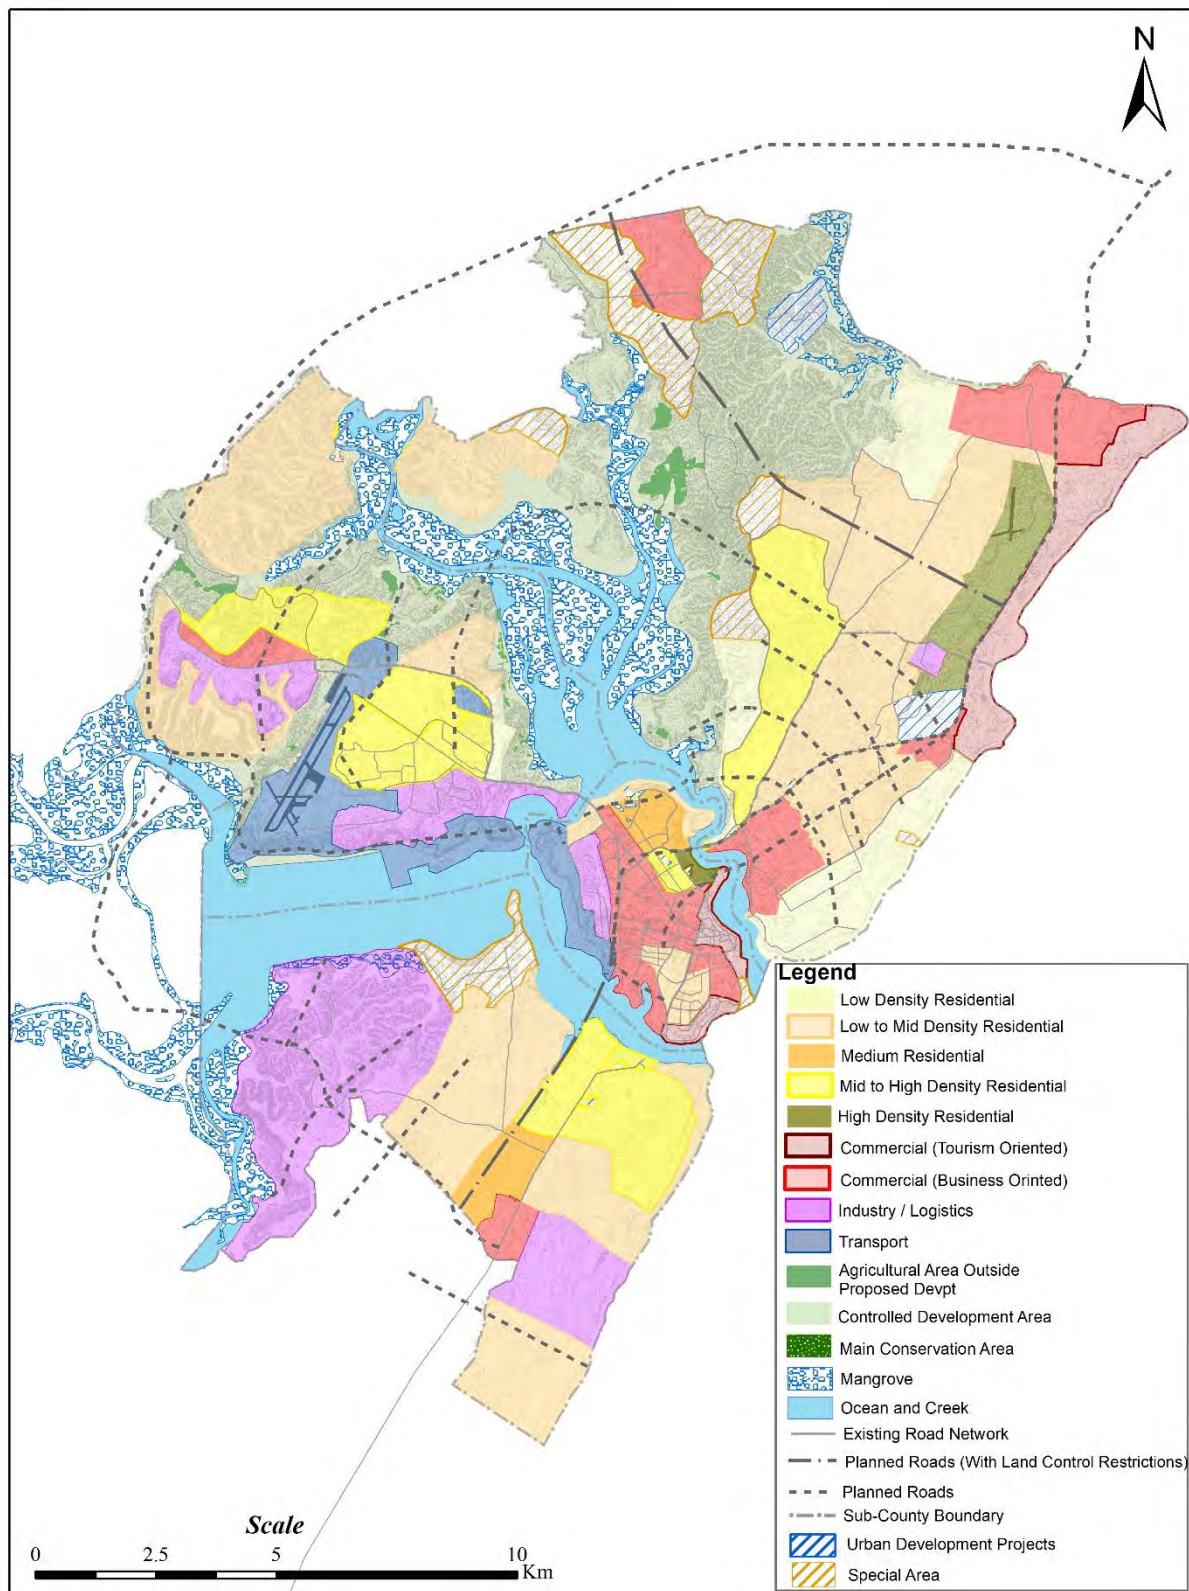 N
Legend
Low Density Residential
Low to Mid Density Residential
Medium Residential
Mid to High Density Residential
High Density Residential
Commercial (Tourism Oriented)
Commercial (Business Orinted)
Industry / Logistics
Transport
Agricultural Area Outside
Proposed Devpt
Controlled Development Area
Main Conservation Area
Mangrove
Ocean and Creek
Existing Road Network
Planned Roads (With Land Control Restrictions)
Planned Roads
Sub-County Boundary
Urban Development Projects
Special Area
Scale
0 2.5 5 10
Km